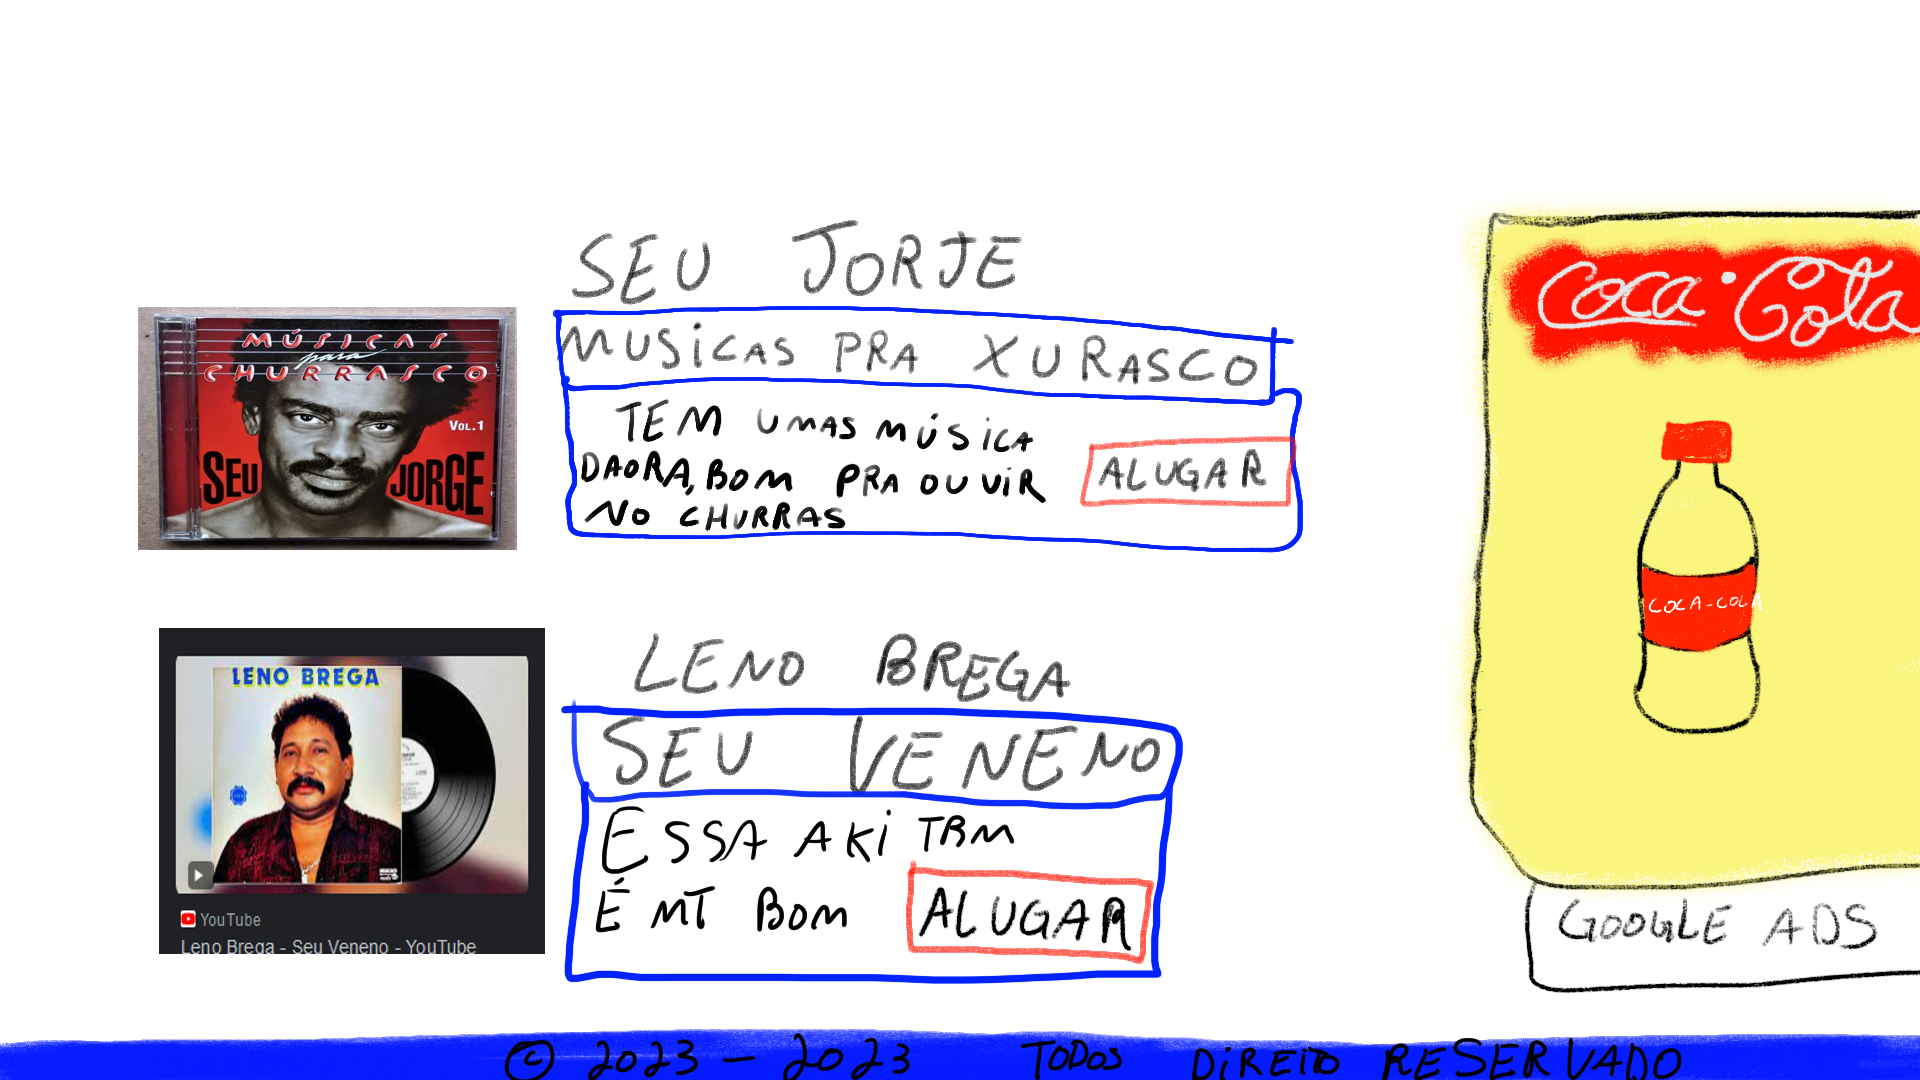 SEU JORJE
MUSICAS PRA XURASCO
TEM UMAS MÚSICA
DAORA, BOM PRA OUVIR
NO CHURRAS
ALUGAR
MÚSICAS
para
CHURRASCO
VOL.1
SEU JORGE
LENO BREGA
SEU VENENO
ESSA AKI TBM
É MT BOM
ALUGAR
LENO BREGA
YouTube
Leno Brega - Seu Veneno - YouTube
Coca-Cola
COCA-COLA
GOOGLE ADS
© 2023 - 2023 TODOS DIREITO RESERVADO